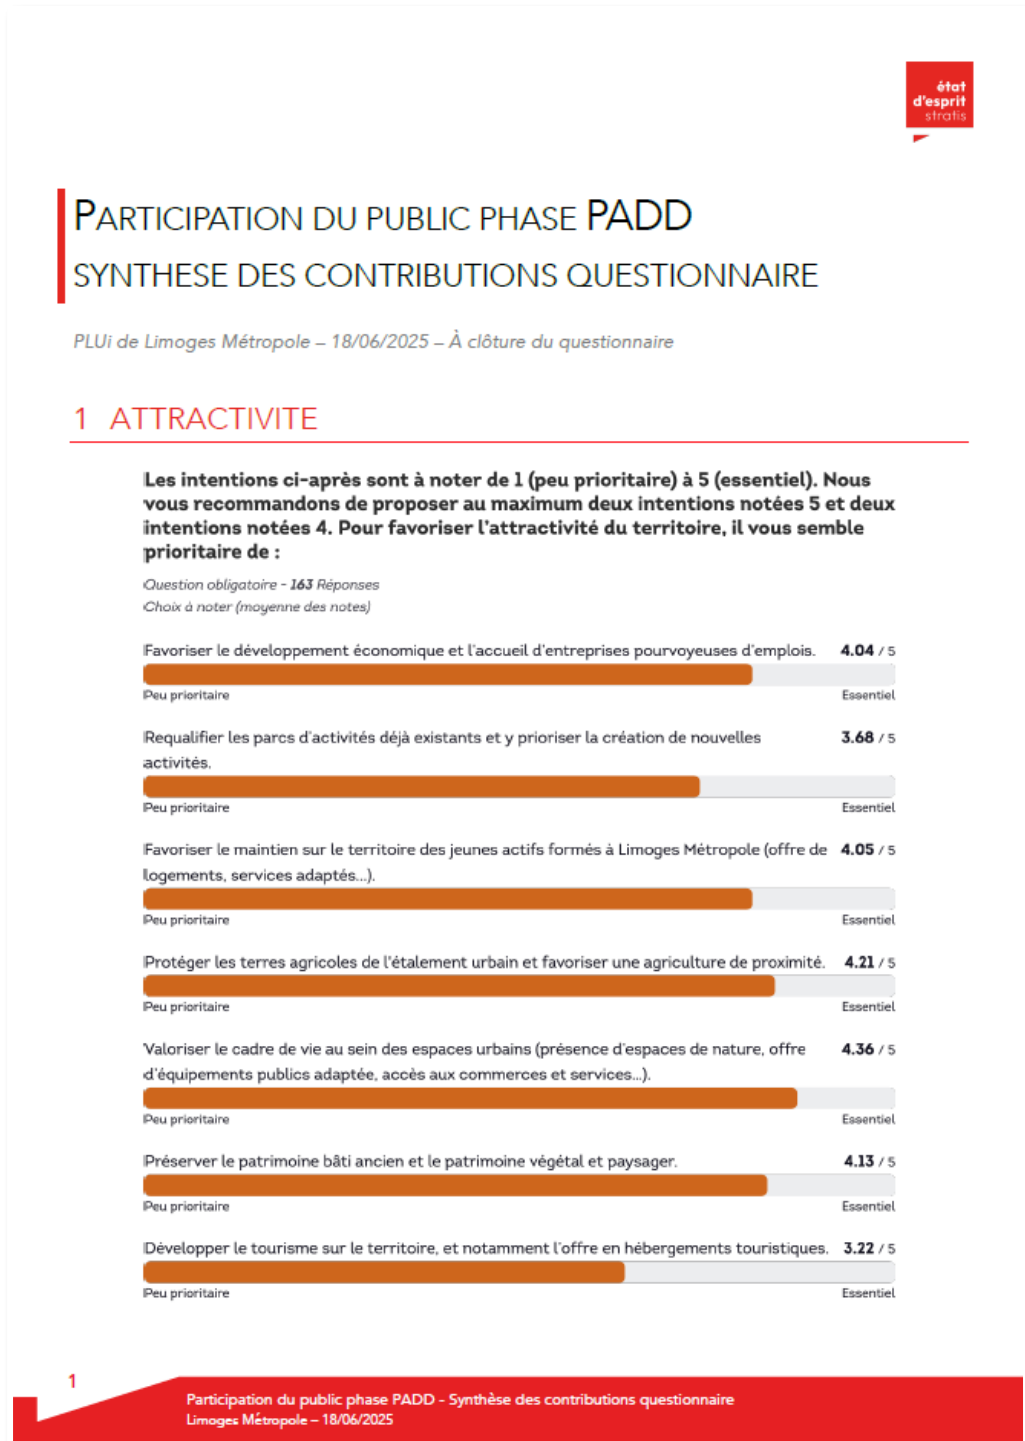 état
d'esprit
stratis
PARTICIPATION DU PUBLIC PHASE PADD
SYNTHESE DES CONTRIBUTIONS QUESTIONNAIRE
PLUi de Limoges Métropole – 18/06/2025 – À clôture du questionnaire
1 ATTRACTIVITE
Les intentions ci-après sont à noter de 1 (peu prioritaire) à 5 (essentiel). Nous
vous recommandons de proposer au maximum deux intentions notées 5 et deux
intentions notées 4. Pour favoriser l'attractivité du territoire, il vous semble
prioritaire de :
Question obligatoire - 163 Réponses
Choix à noter (moyenne des notes)
Favoriser le développement économique et l'accueil d'entreprises pourvoyeuses d'emplois. 4.04 / 5
Peu prioritaire Essentiel
Requalifier les parcs d'activités déjà existants et y prioriser la création de nouvelles 3.68 / 5
activités.
Peu prioritaire Essentiel
Favoriser le maintien sur le territoire des jeunes actifs formés à Limoges Métropole (offre de 4.05 / 5
logements, services adaptés...).
Peu prioritaire Essentiel
Protéger les terres agricoles de l'étalement urbain et favoriser une agriculture de proximité. 4.21 / 5
Peu prioritaire Essentiel
Valoriser le cadre de vie au sein des espaces urbains (présence d'espaces de nature, offre 4.36 / 5
d'équipements publics adaptée, accès aux commerces et services...).
Peu prioritaire Essentiel
Préserver le patrimoine bâti ancien et le patrimoine végétal et paysager. 4.13 / 5
Peu prioritaire Essentiel
Développer le tourisme sur le territoire, et notamment l'offre en hébergements touristiques. 3.22 / 5
Peu prioritaire Essentiel
1
Participation du public phase PADD - Synthèse des contributions questionnaire
Limoges Métropole – 18/06/2025